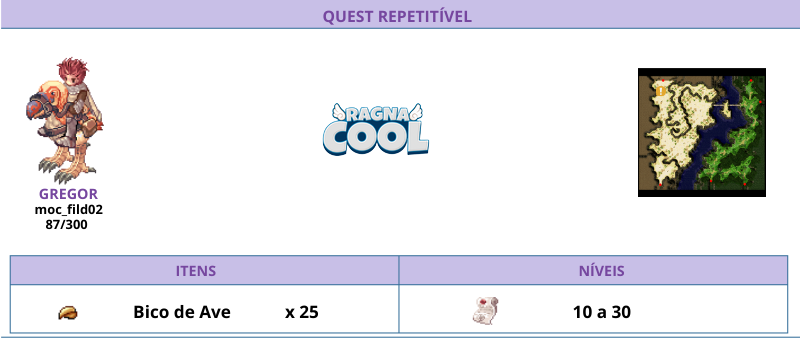 QUEST REPETITÍVEL
RAGNA
COOL
GREGOR
moc_fild02
87/300
ITENS
NÍVEIS
Bico de Ave x 25
10 a 30